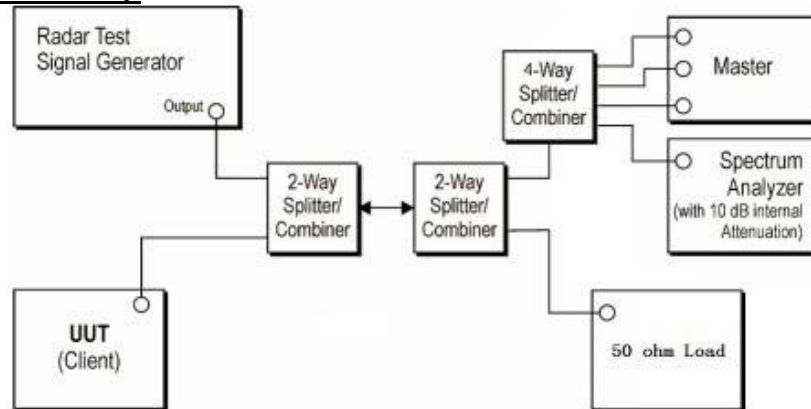 Radar Test
Signal Generator
Output
2-Way
Splitter/
Combiner
2-Way
Splitter/
Combiner
4-Way
Splitter/
Combiner
Master
Spectrum
Analyzer
(with 10 dB internal
Attenuation)
UUT
(Client)
50 ohm Load